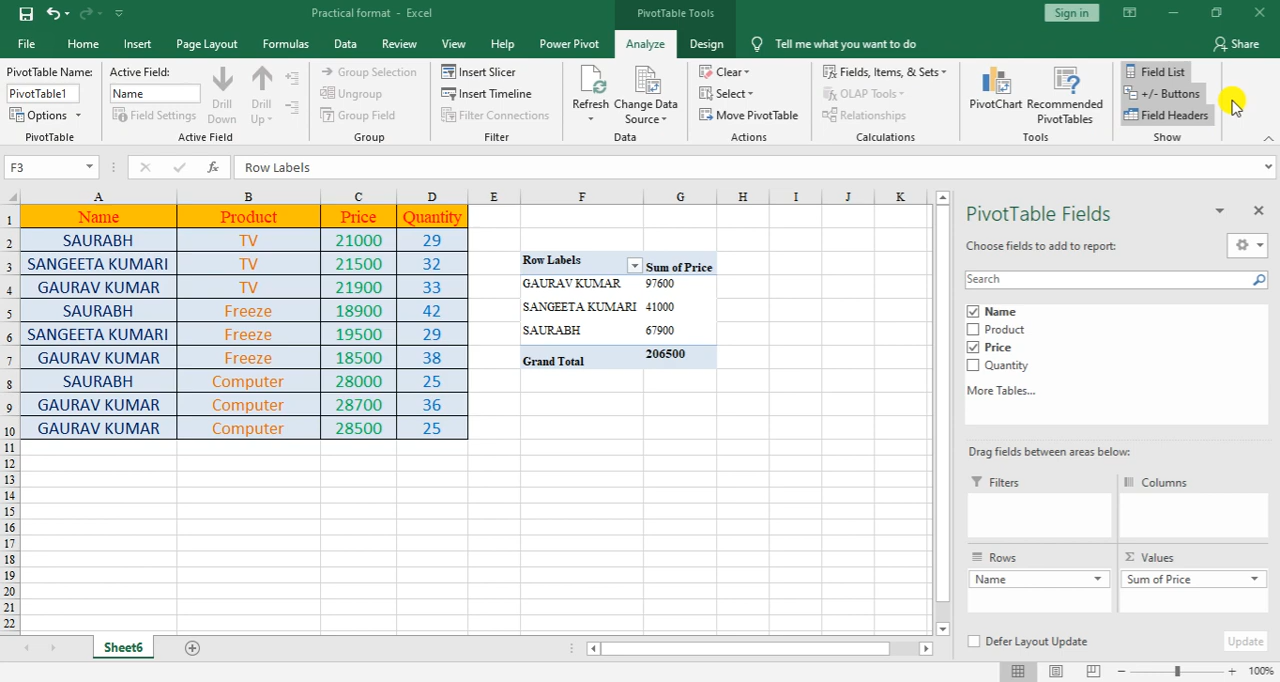 Practical format - Excel
PivotTable Tools
Sign in
File Home Insert Page Layout Formulas Data Review View Help Power Pivot Analyze Design Tell me what you want to do Share
PivotTable Name:
PivotTable1
Options
PivotTable
Active Field:
Name
Field Settings
Drill Down
Drill Up
Active Field
Group Selection
Ungroup
Group Field
Group
Insert Slicer
Insert Timeline
Filter Connections
Filter
Refresh
Change Data Source
Data
Clear
Select
Move PivotTable
Actions
Fields, Items, & Sets
OLAP Tools
Relationships
Calculations
PivotChart
Recommended PivotTables
Tools
Field List
+/- Buttons
Field Headers
Show
F3 fx Row Labels
A B C D E F G H I J K
1 Name Product Price Quantity
2 SAURABH TV 21000 29
3 SANGEETA KUMARI TV 21500 32 Row Labels Sum of Price
4 GAURAV KUMAR TV 21900 33 GAURAV KUMAR 97600
5 SAURABH Freeze 18900 42 SANGEETA KUMARI 41000
6 SANGEETA KUMARI Freeze 19500 29 SAURABH 67900
7 GAURAV KUMAR Freeze 18500 38 Grand Total 206500
8 SAURABH Computer 28000 25
9 GAURAV KUMAR Computer 28700 36
10 GAURAV KUMAR Computer 28500 25
11
12
13
14
15
16
17
18
19
20
21
22
Sheet6
PivotTable Fields
Choose fields to add to report:
Search
Name
Product
Price
Quantity
More Tables...
Drag fields between areas below:
Filters
Columns
Rows
Name
Σ Values
Sum of Price
Defer Layout Update
Update
100%